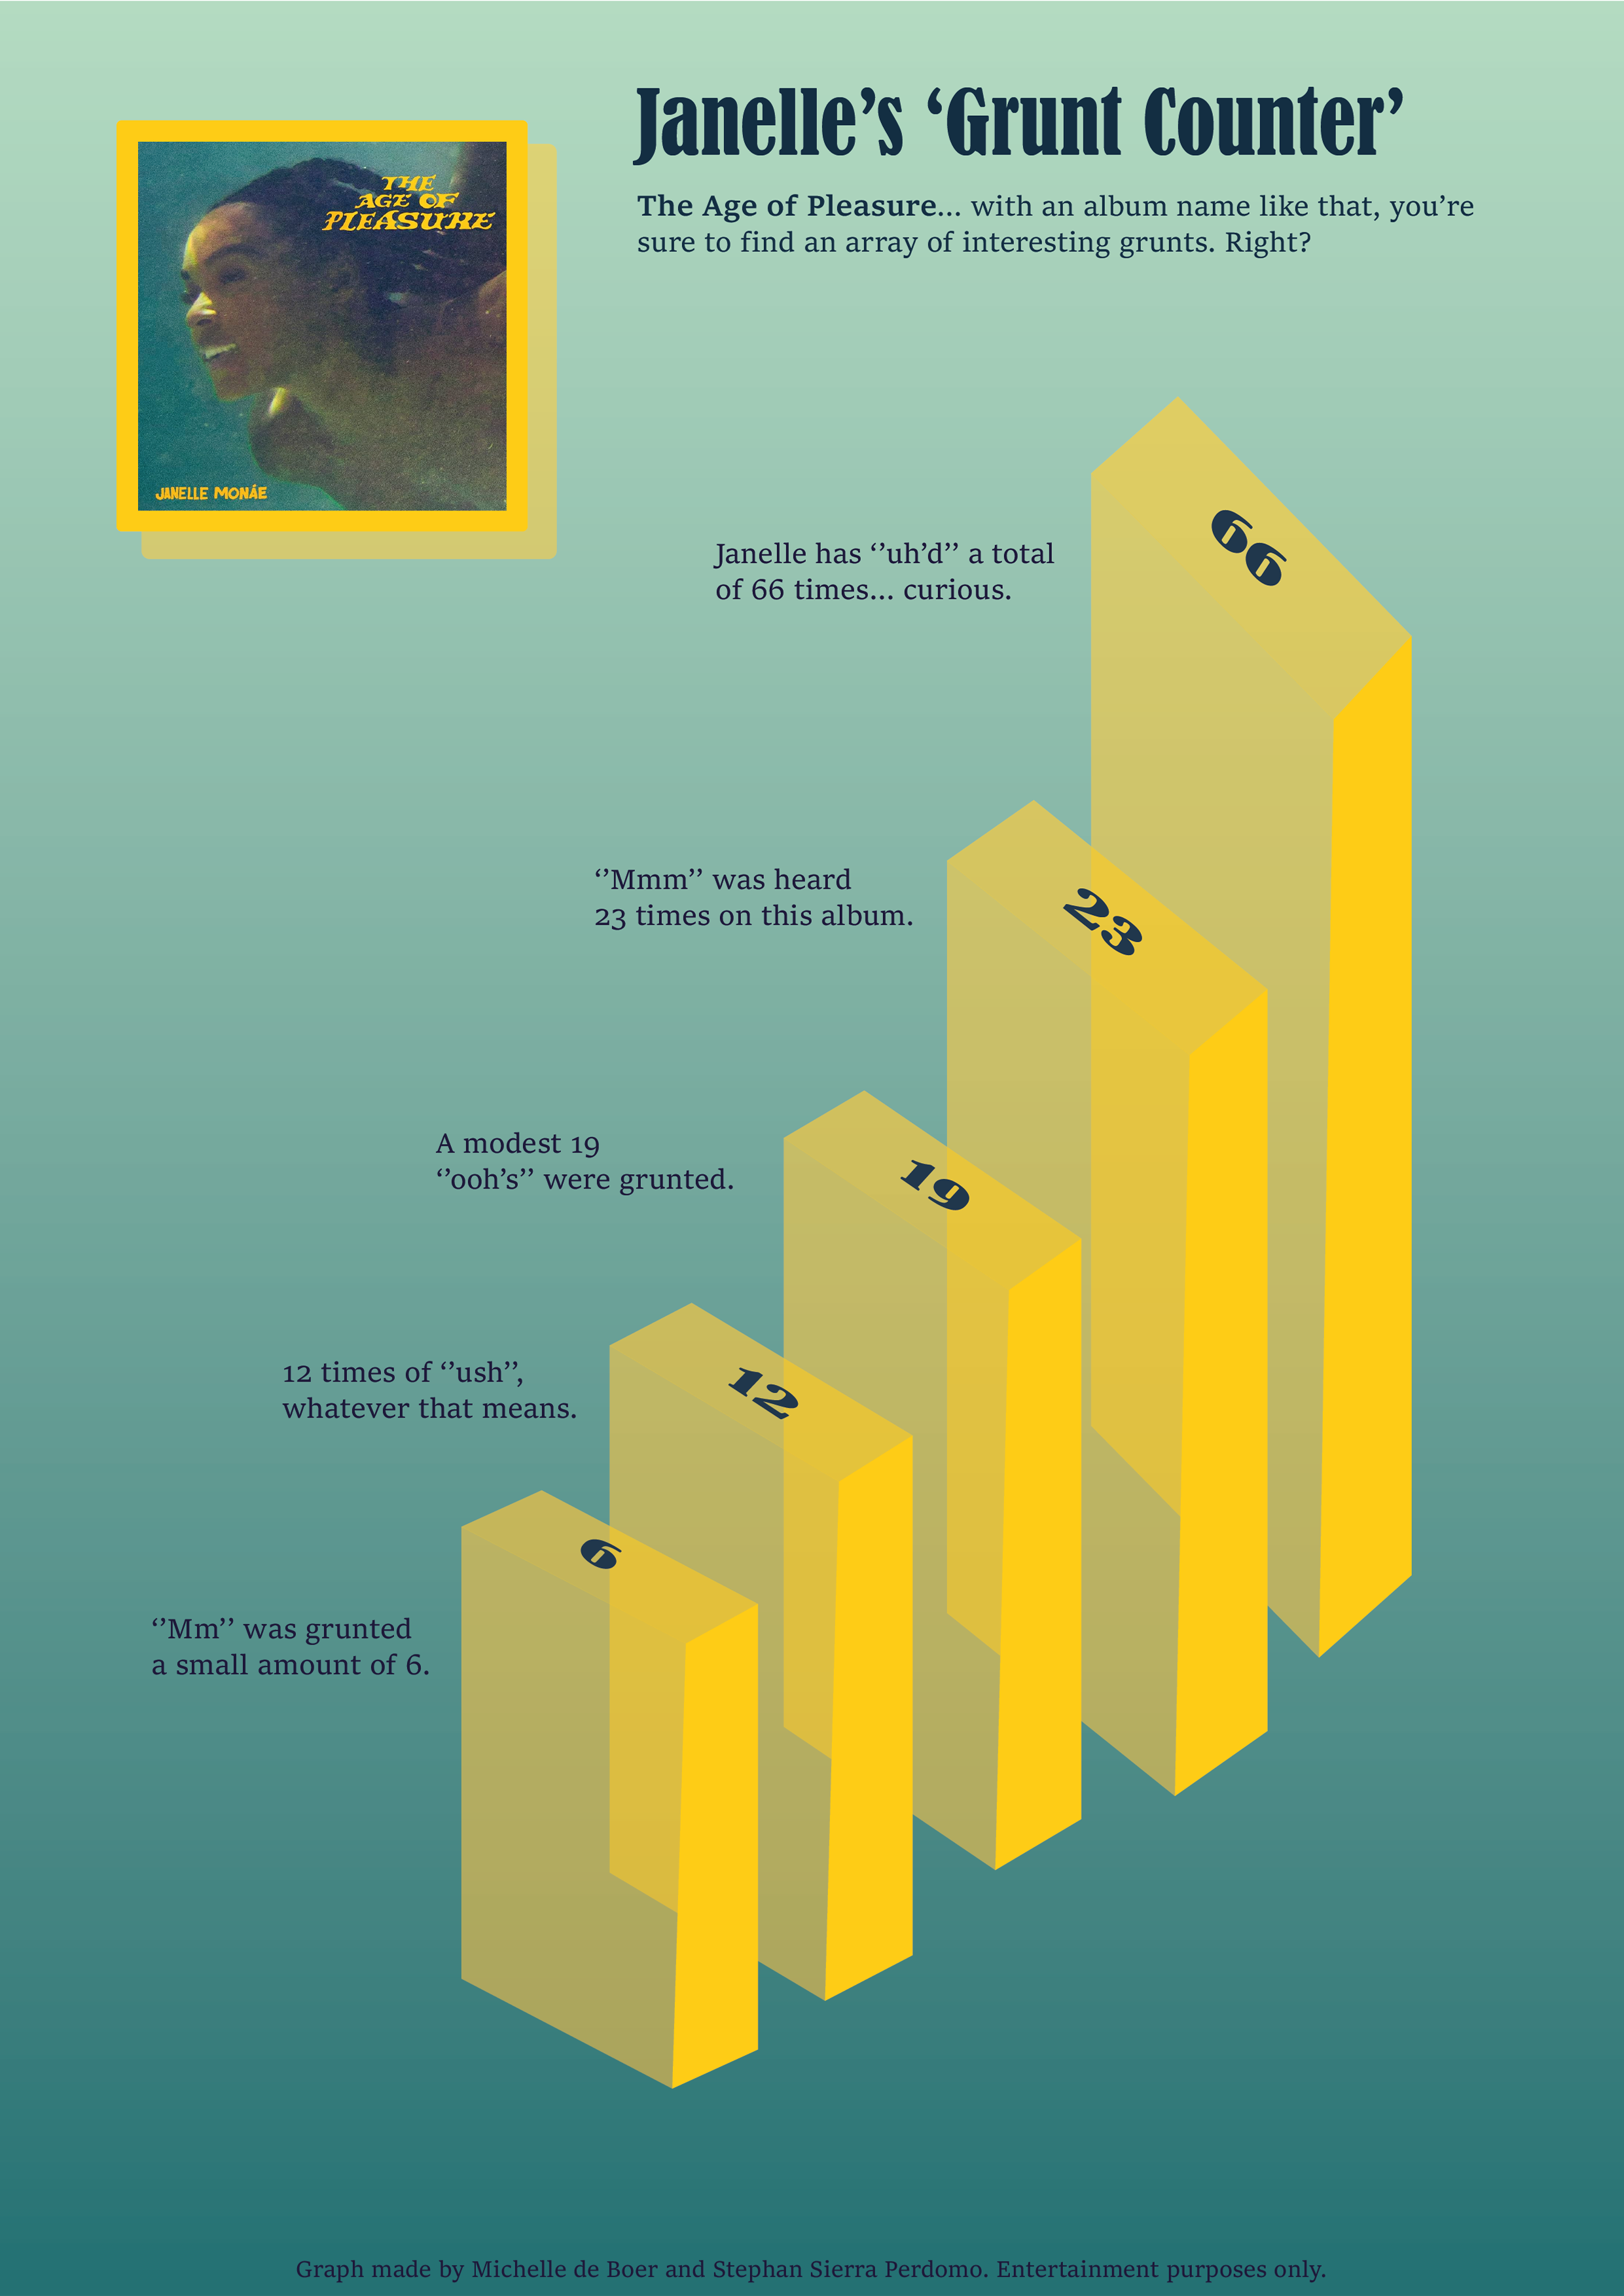 Janelle’s ‘Grunt Counter’
The Age of Pleasure... with an album name like that, you’re
sure to find an array of interesting grunts. Right?
THE
AGE OF
PLEASURE
JANELLE MONÁE
66
Janelle has ‘’uh’d’’ a total
of 66 times... curious.
23
‘’Mmm’’ was heard
23 times on this album.
19
A modest 19
‘’ooh’s’’ were grunted.
12
12 times of ‘’ush’’,
whatever that means.
6
‘’Mm’’ was grunted
a small amount of 6.
Graph made by Michelle de Boer and Stephan Sierra Perdomo. Entertainment purposes only.